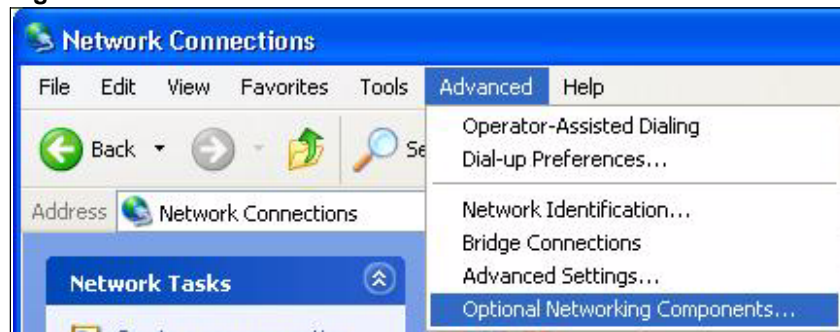 Network Connections
File Edit View Favorites Tools Advanced Help
Back
Operator-Assisted Dialing
Dial-up Preferences...
Address Network Connections
Network Identification...
Bridge Connections
Advanced Settings...
Optional Networking Components...
Network Tasks